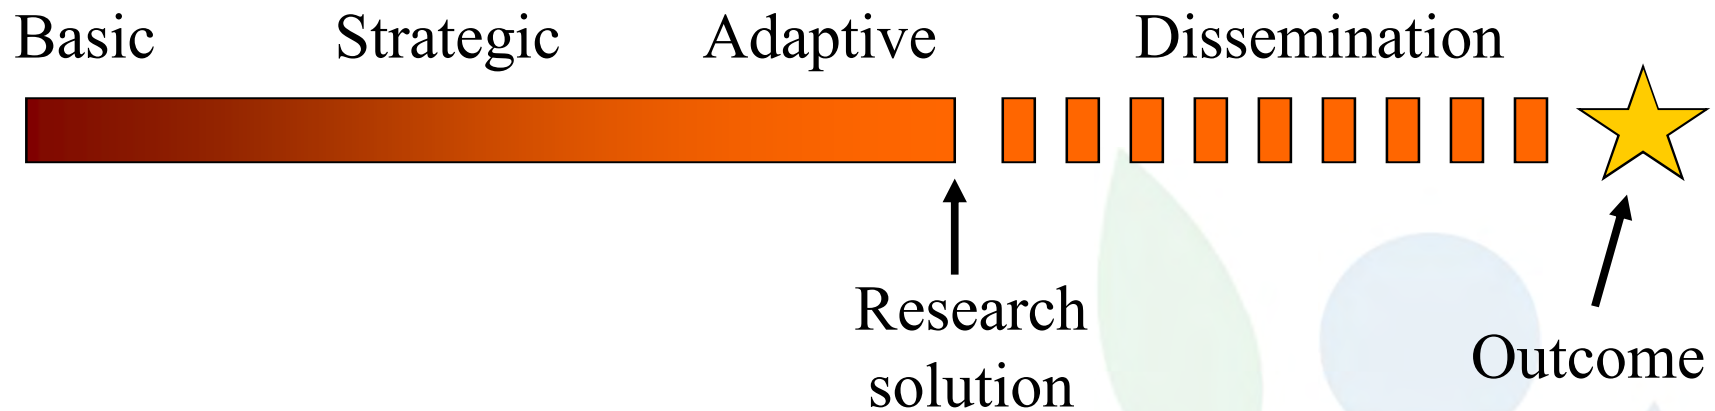 Basic Strategic Adaptive Dissemination
Research
solution
Outcome